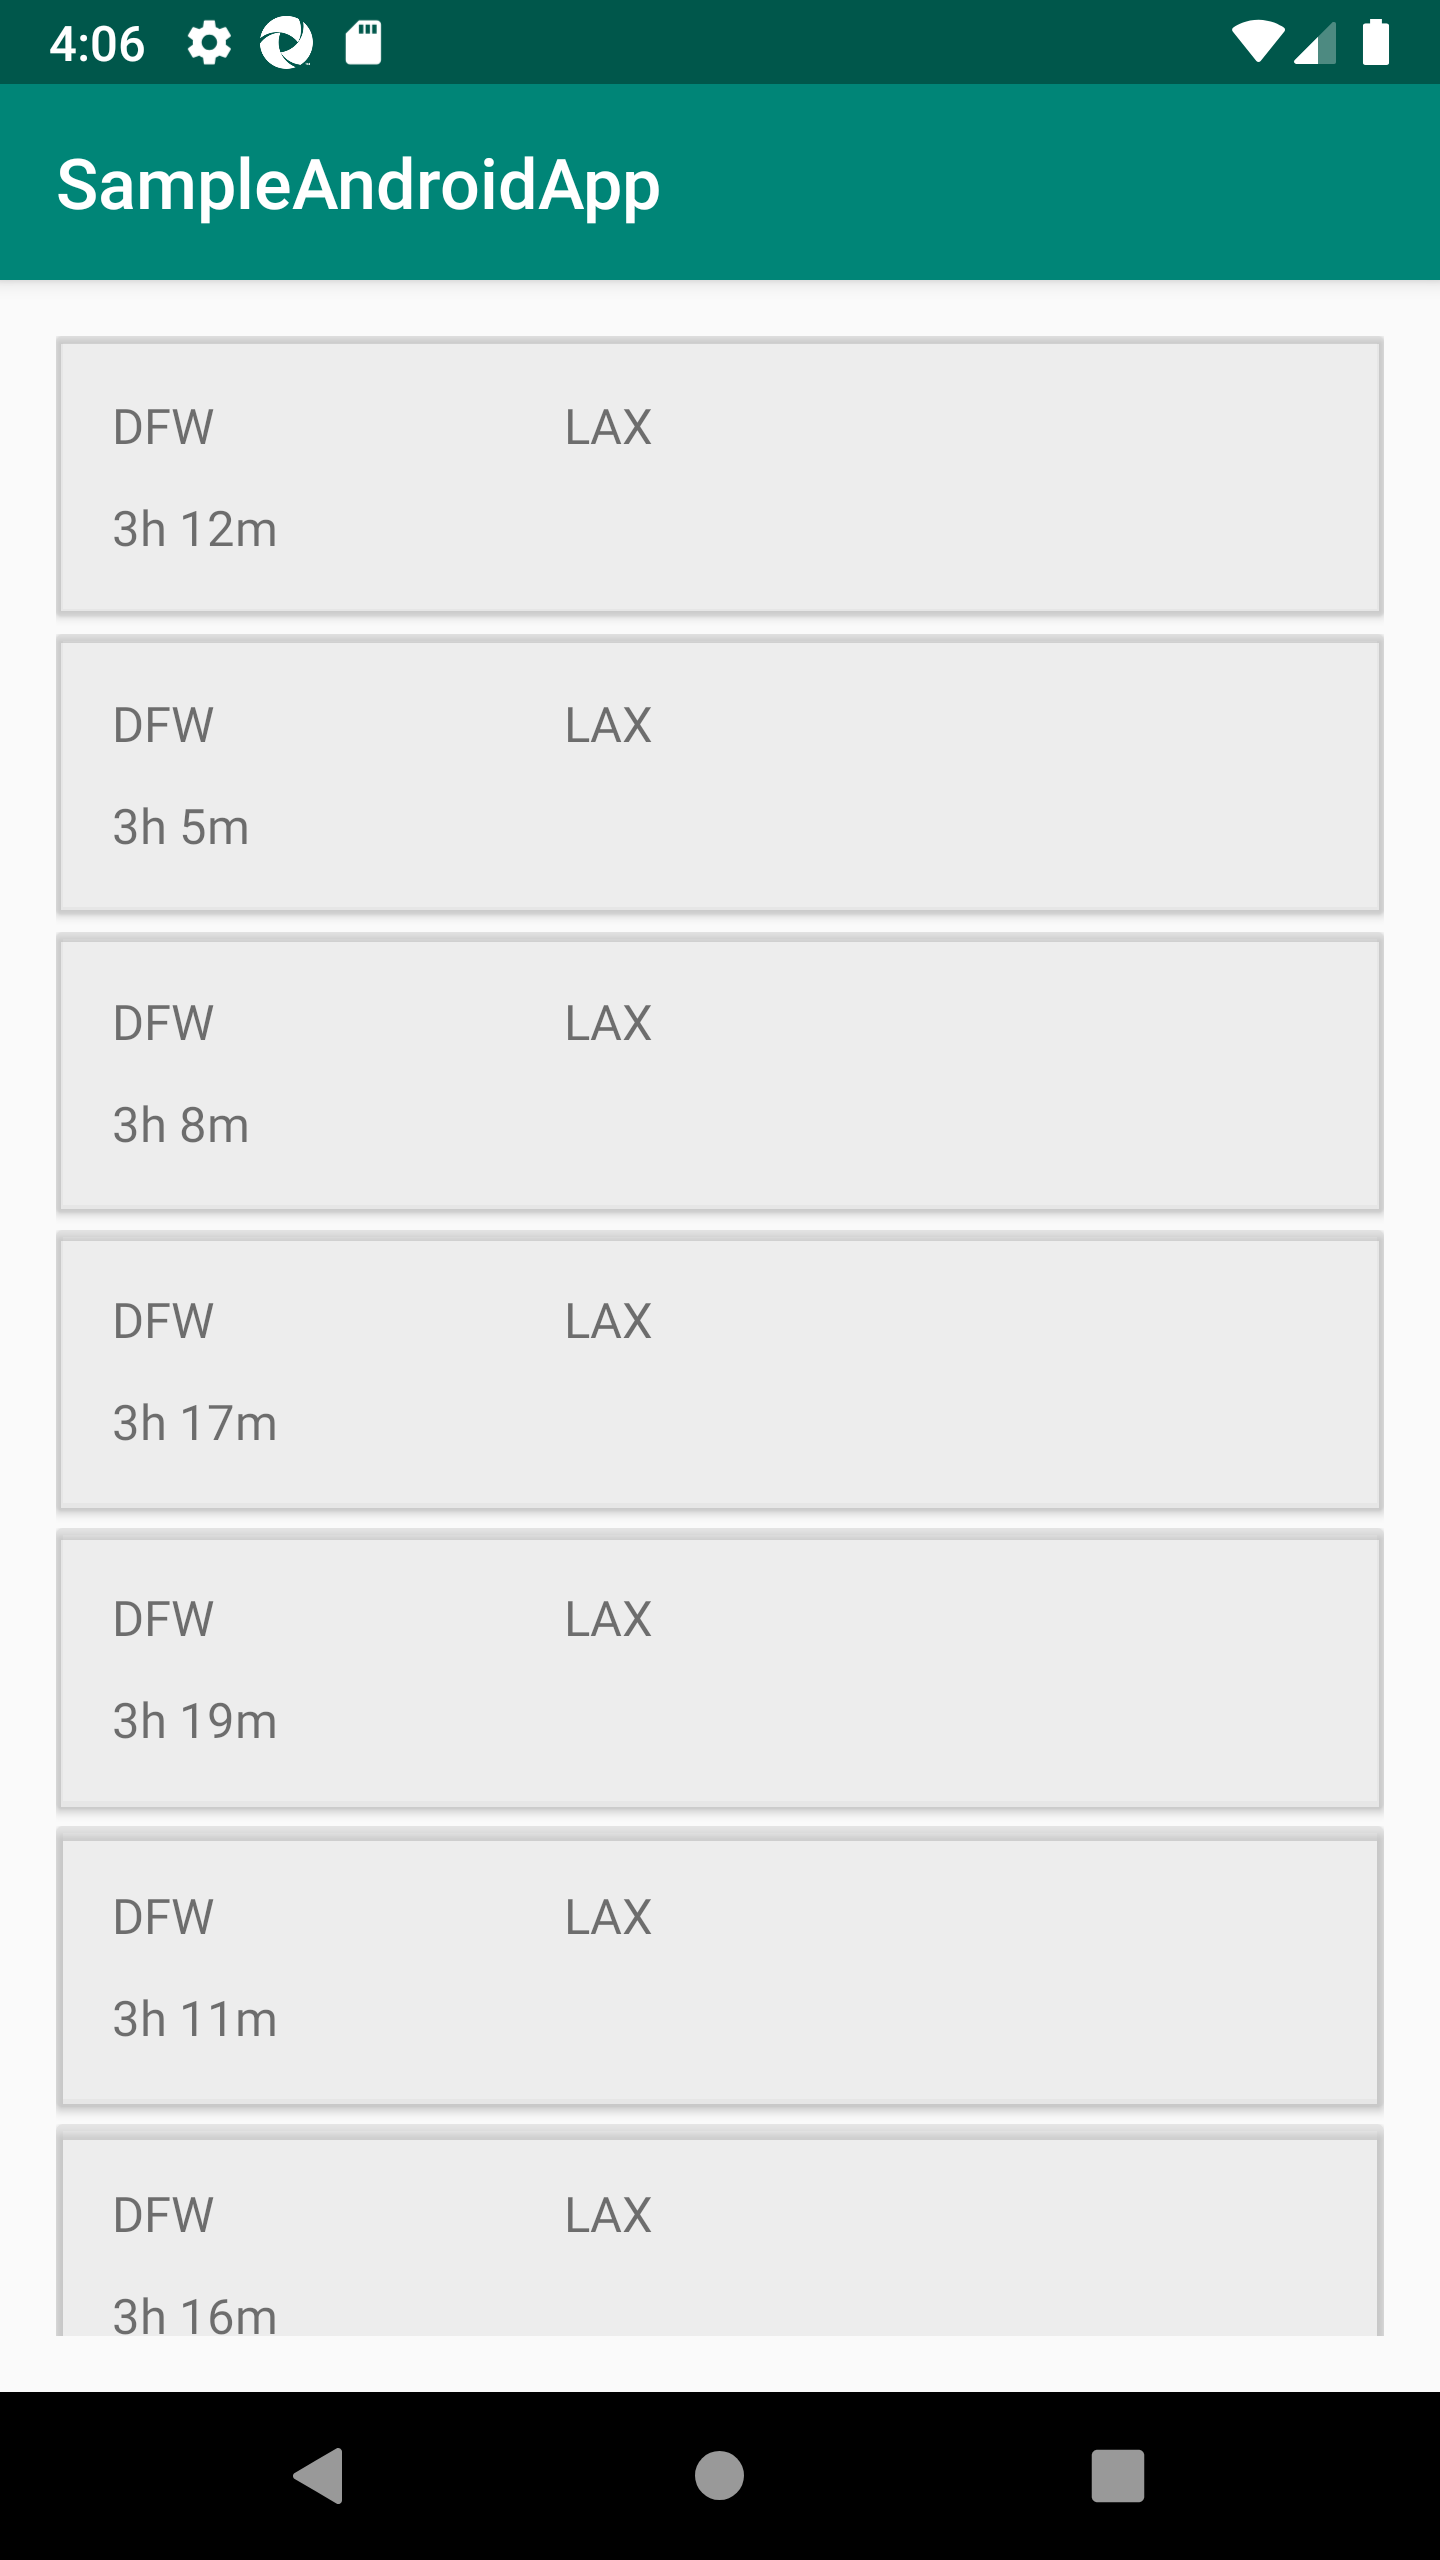 4:06
SampleAndroidApp
DFW LAX
3h 12m
DFW LAX
3h 5m
DFW LAX
3h 8m
DFW LAX
3h 17m
DFW LAX
3h 19m
DFW LAX
3h 11m
DFW LAX
3h 16m